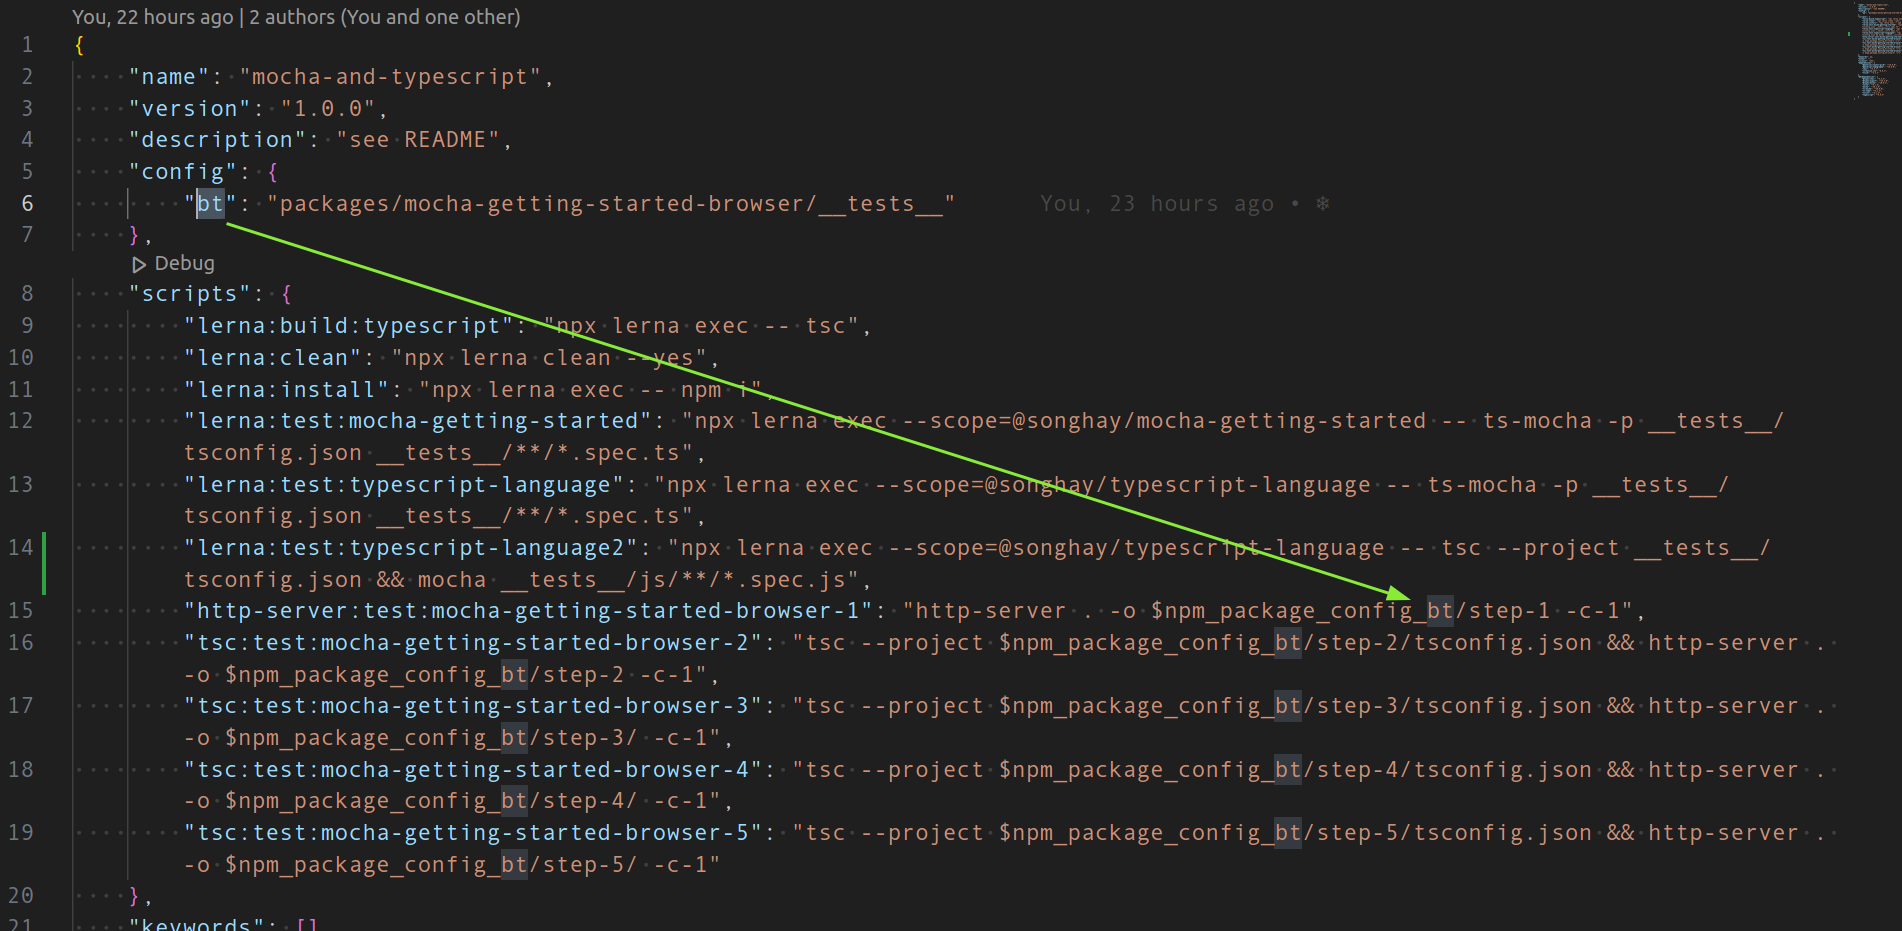 You, 22 hours ago | 2 authors (You and one other)
1 {
2 "name": "mocha-and-typescript",
3 "version": "1.0.0",
4 "description": "see README",
5 "config": {
6 "bt": "packages/mocha-getting-started-browser/__tests__" You, 23 hours ago • ❄
7 },
Debug
8 "scripts": {
9 "lerna:build:typescript": "npx lerna exec -- tsc",
10 "lerna:clean": "npx lerna clean --yes",
11 "lerna:install": "npx lerna exec -- npm i",
12 "lerna:test:mocha-getting-started": "npx lerna exec --scope=@songhay/mocha-getting-started -- ts-mocha -p __tests__/
tsconfig.json __tests__/**/*.spec.ts",
13 "lerna:test:typescript-language": "npx lerna exec --scope=@songhay/typescript-language -- ts-mocha -p __tests__/
tsconfig.json __tests__/**/*.spec.ts",
14 "lerna:test:typescript-language2": "npx lerna exec --scope=@songhay/typescript-language -- tsc --project __tests__/
tsconfig.json && mocha __tests__/js/**/*.spec.js",
15 "http-server:test:mocha-getting-started-browser-1": "http-server . -o $npm_package_config_bt/step-1 -c-1",
16 "tsc:test:mocha-getting-started-browser-2": "tsc --project $npm_package_config_bt/step-2/tsconfig.json && http-server .
-o $npm_package_config_bt/step-2 -c-1",
17 "tsc:test:mocha-getting-started-browser-3": "tsc --project $npm_package_config_bt/step-3/tsconfig.json && http-server .
-o $npm_package_config_bt/step-3/ -c-1",
18 "tsc:test:mocha-getting-started-browser-4": "tsc --project $npm_package_config_bt/step-4/tsconfig.json && http-server .
-o $npm_package_config_bt/step-4/ -c-1",
19 "tsc:test:mocha-getting-started-browser-5": "tsc --project $npm_package_config_bt/step-5/tsconfig.json && http-server .
-o $npm_package_config_bt/step-5/ -c-1"
20 },
21 "keywords": []